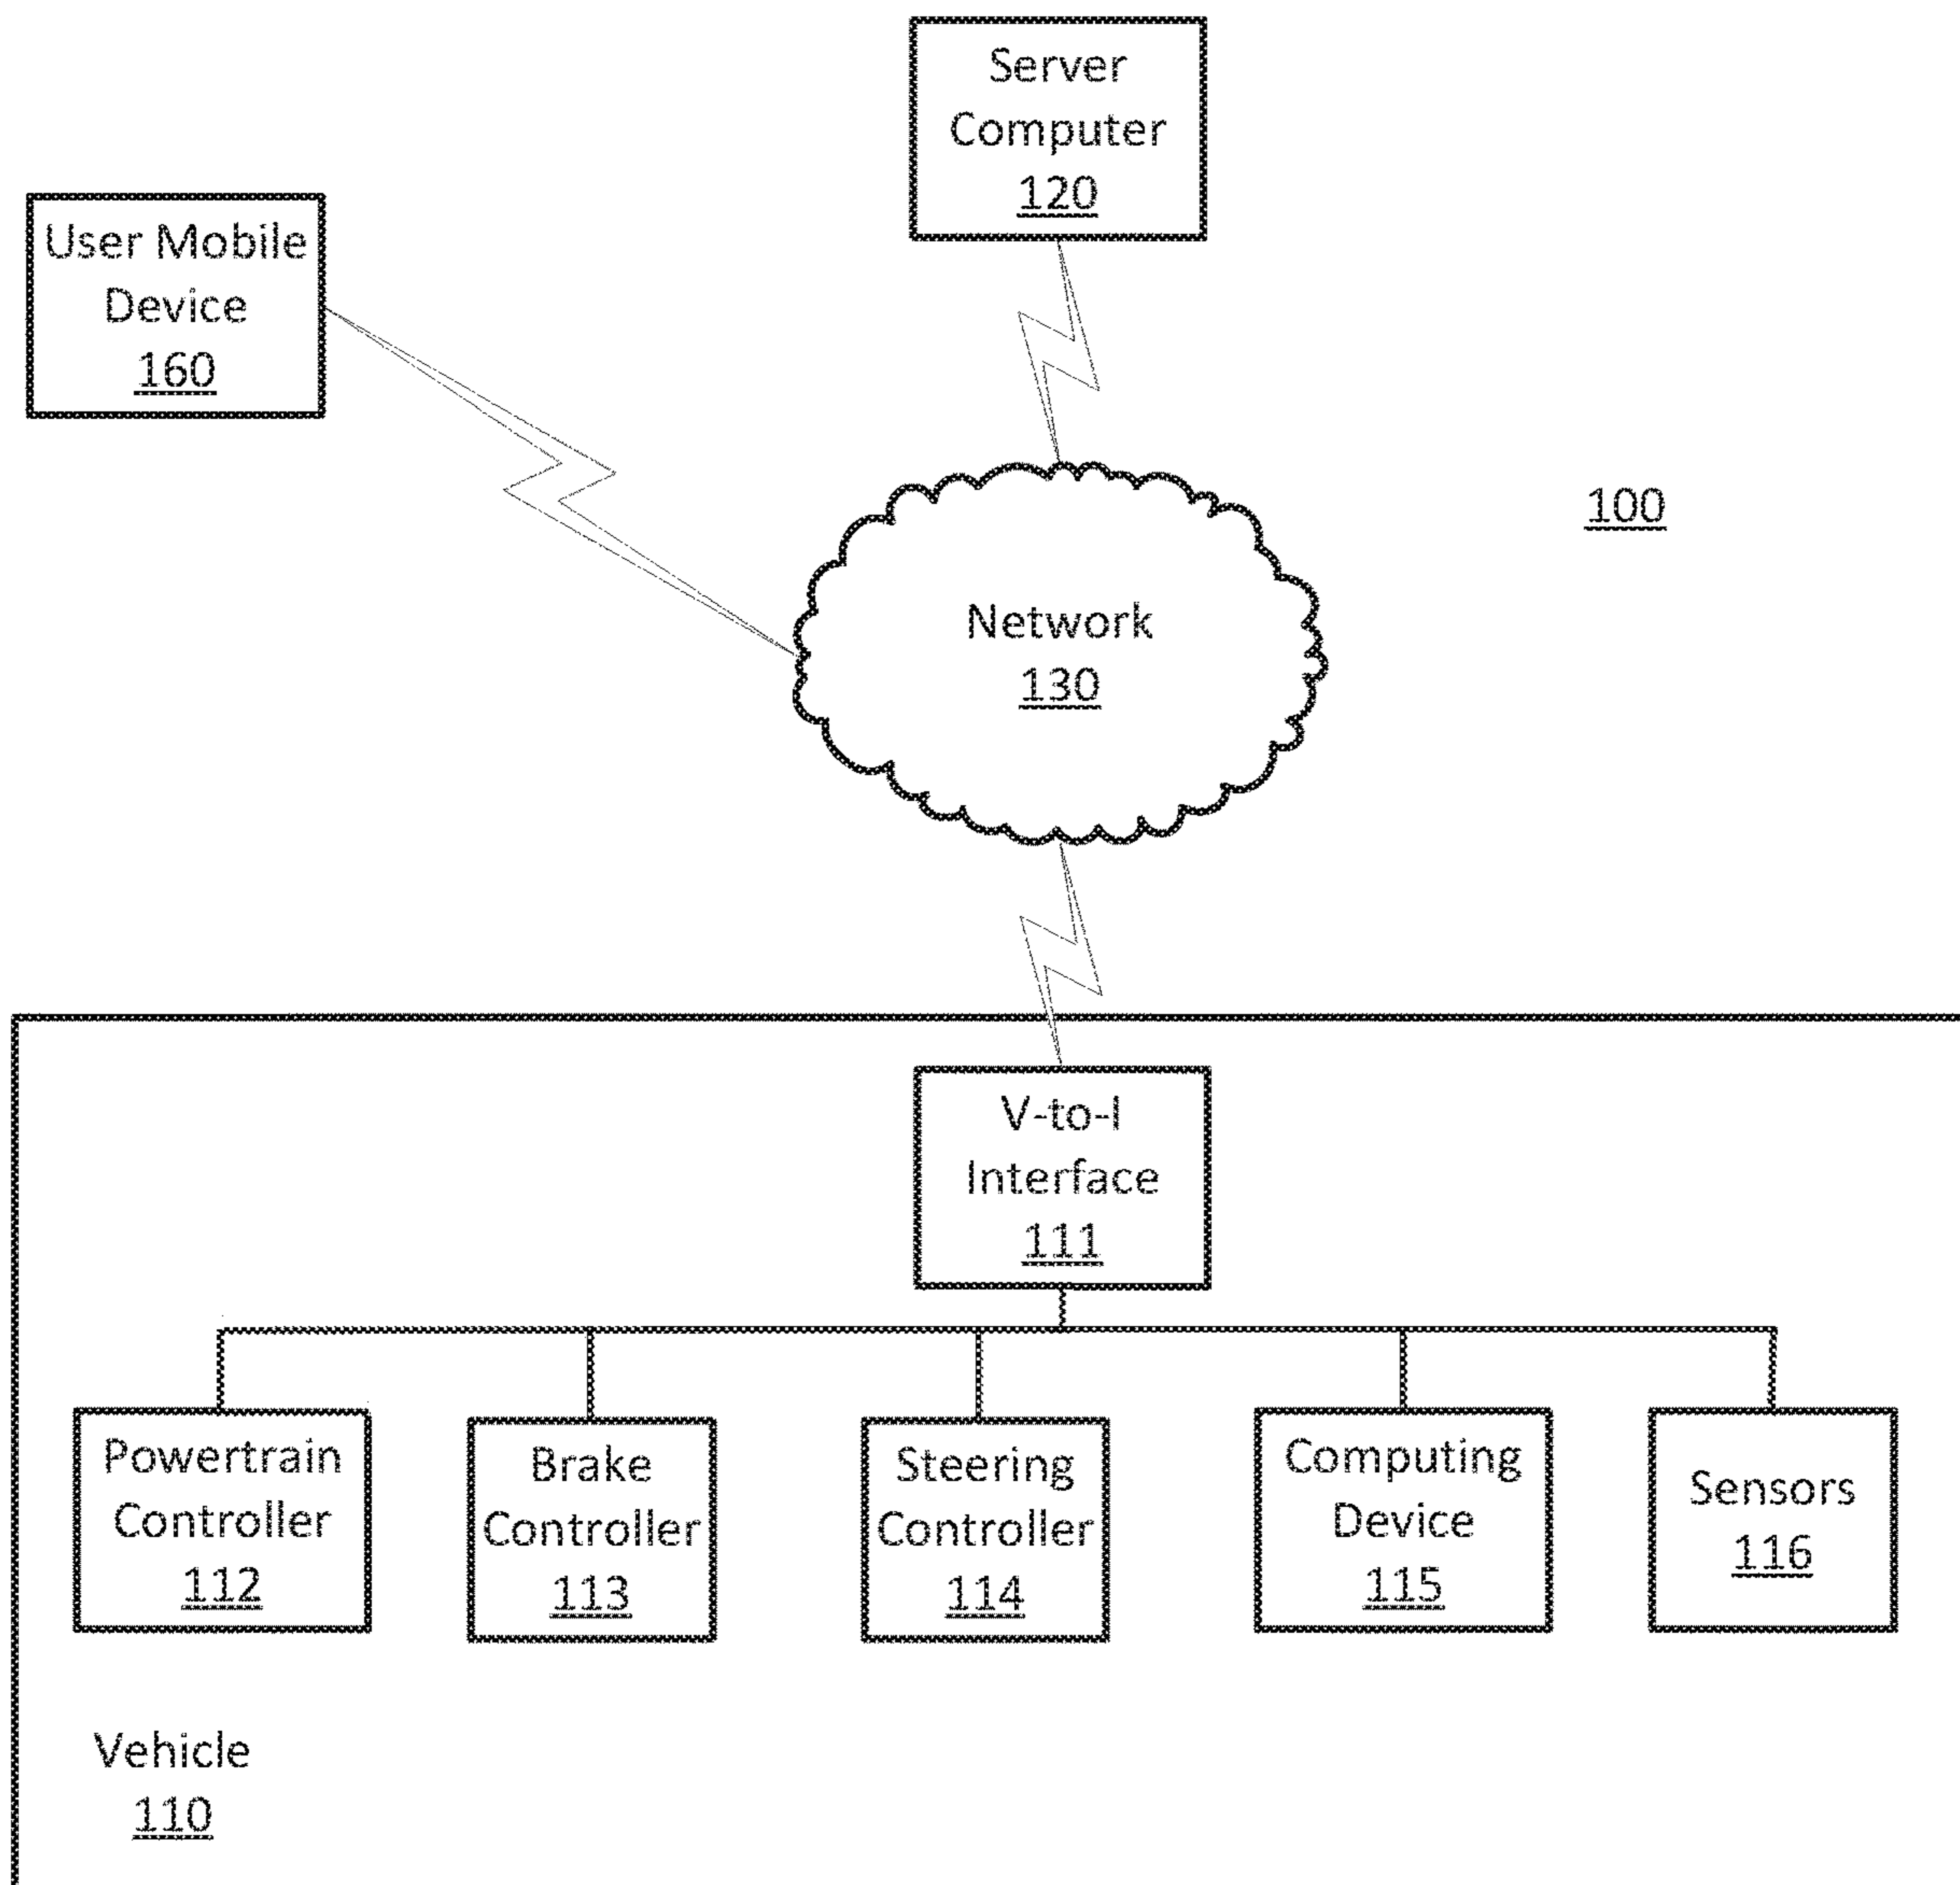 Server
Computer
120
User Mobile
Device
160
100
Network
130
V-to-I
Interface
111
Powertrain
Controller
112
Brake
Controller
113
Steering
Controller
114
Computing
Device
115
Sensors
116
Vehicle
110